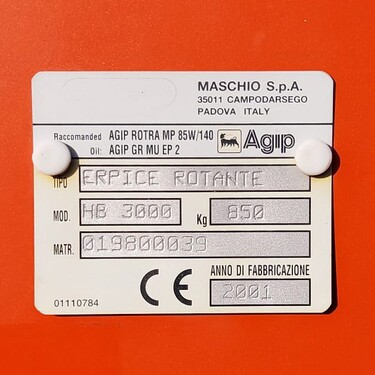 MASCHIO S.p.A.
35011 CAMPODARSEGO
PADOVA ITALY
Raccomanded AGIP ROTRA MP 85W/140
Oil: AGIP GR MU EP 2
Agip
TIPO ERPICE ROTANTE
MOD. HB 3000 Kg 850
MATR. 019800039
CE ANNO DI FABBRICAZIONE
2001
01110784